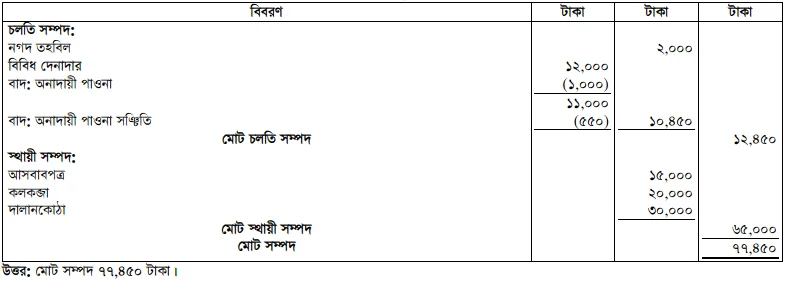 বিবরণ টাকা টাকা টাকা
চলতি সম্পদ:
নগদ তহবিল ২,০০০
বিবিধ দেনাদার ১২,০০০
বাদ: অনাদায়ী পাওনা (১,০০০)
১১,০০০
বাদ: অনাদায়ী পাওনা সঞ্চিতি (৫৫০) ১০,৪৫০
মোট চলতি সম্পদ ১২,৪৫০
স্থায়ী সম্পদ:
আসবাবপত্র ১৫,০০০
কলকব্জা ২০,০০০
দালানকোঠা ৩০,০০০
মোট স্থায়ী সম্পদ ৬৫,০০০
মোট সম্পদ ৭৭,৪৫০
উত্তর: মোট সম্পদ ৭৭,৪৫০ টাকা।